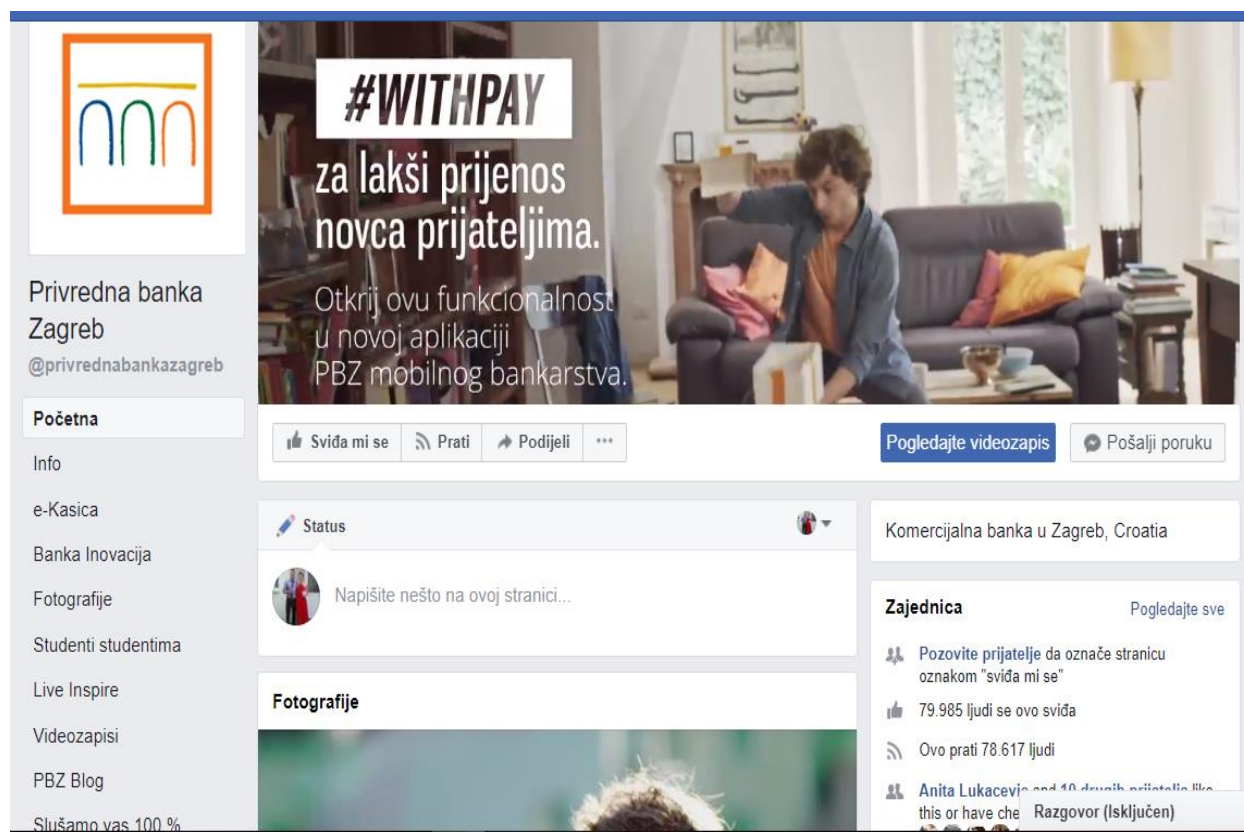 #WITHPAY
za lakši prijenos
novca prijateljima.
Otkrij ovu funkcionalnost
u novoj aplikaciji
PBZ mobilnog bankarstva.
Privredna banka
Zagreb
@privrednabankazagreb
Početna
Info
e-Kasica
Banka Inovacija
Fotografije
Studenti studentima
Live Inspire
Videozapisi
PBZ Blog
Slušamo vas 100 %
Sviđa mi se
Prati
Podijeli
Pogledajte videozapis
Pošalji poruku
Status
Napišite nešto na ovoj stranici...
Fotografije
Komercijalna banka u Zagreb, Croatia
Zajednica
Pogledajte sve
Pozovite prijatelje da označe stranicu
oznakom "sviđa mi se"
79.985 ljudi se ovo sviđa
Ovo prati 78.617 ljudi
Anita Lukacevic and 10 drugih prijatelja like
this or have che
Razgovor (Isključen)